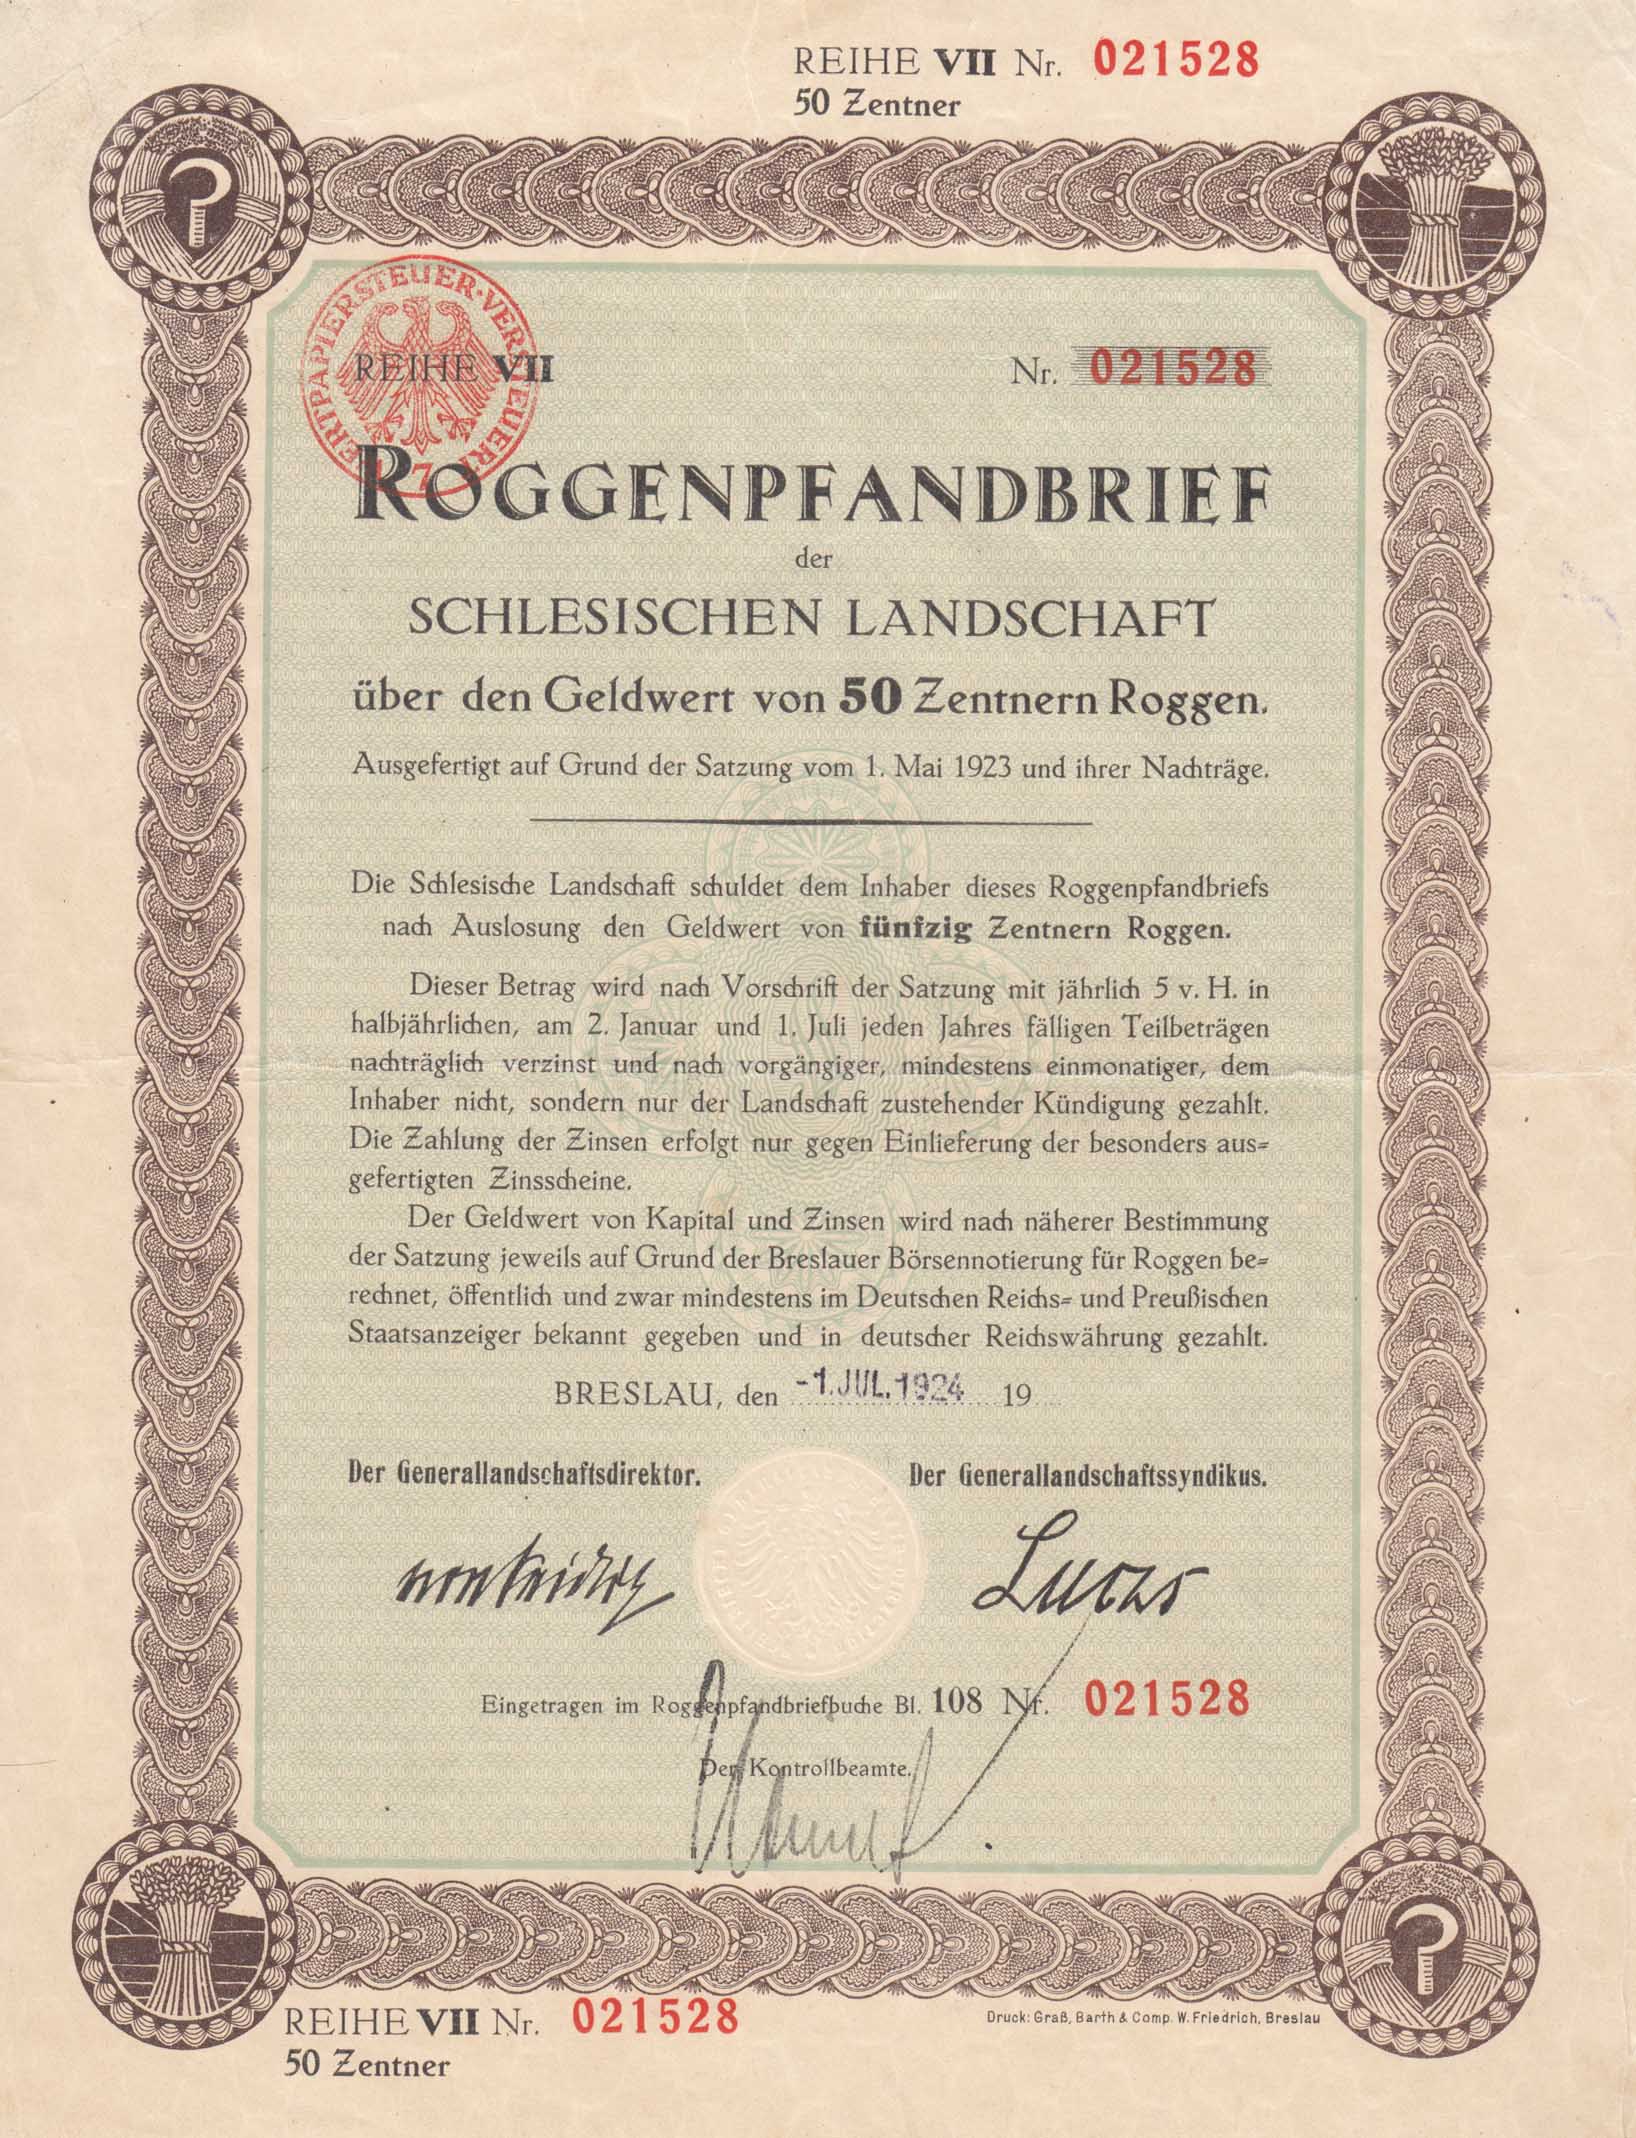 REIHE VII Nr. 021528
50 Zentner
WERTPAPIERSTEUER·VERSTEUERT
7
REIHE VII Nr. 021528
ROGGENPFANDBRIEF
der
SCHLESISCHEN LANDSCHAFT
über den Geldwert von 50 Zentnern Roggen.
Ausgefertigt auf Grund der Satzung vom 1. Mai 1923 und ihrer Nachträge.
Die Schlesische Landschaft schuldet dem Inhaber dieses Roggenpfandbriefs
nach Auslosung den Geldwert von fünfzig Zentnern Roggen.
Dieser Betrag wird nach Vorschrift der Satzung mit jährlich 5 v. H. in
halbjährlichen, am 2. Januar und 1. Juli jeden Jahres fälligen Teilbeträgen
nachträglich verzinst und nach vorgängiger, mindestens einmonatiger, dem
Inhaber nicht, sondern nur der Landschaft zustehender Kündigung gezahlt.
Die Zahlung der Zinsen erfolgt nur gegen Einlieferung der besonders aus=
gefertigten Zinsscheine.
Der Geldwert von Kapital und Zinsen wird nach näherer Bestimmung
der Satzung jeweils auf Grund der Breslauer Börsennotierung für Roggen be=
rechnet, öffentlich und zwar mindestens im Deutschen Reichs= und Preußischen
Staatsanzeiger bekannt gegeben und in deutscher Reichswährung gezahlt.
BRESLAU, den -1. JUL. 1924 19
Der Generallandschaftsdirektor. Der Generallandschaftssyndikus.
Lucas
Eingetragen im Roggenpfandbriefbuche Bl. 108 Nr. 021528
Der Kontrollbeamte.
REIHE VII Nr. 021528
50 Zentner
Druck: Graß, Barth & Comp. W. Friedrich, Breslau